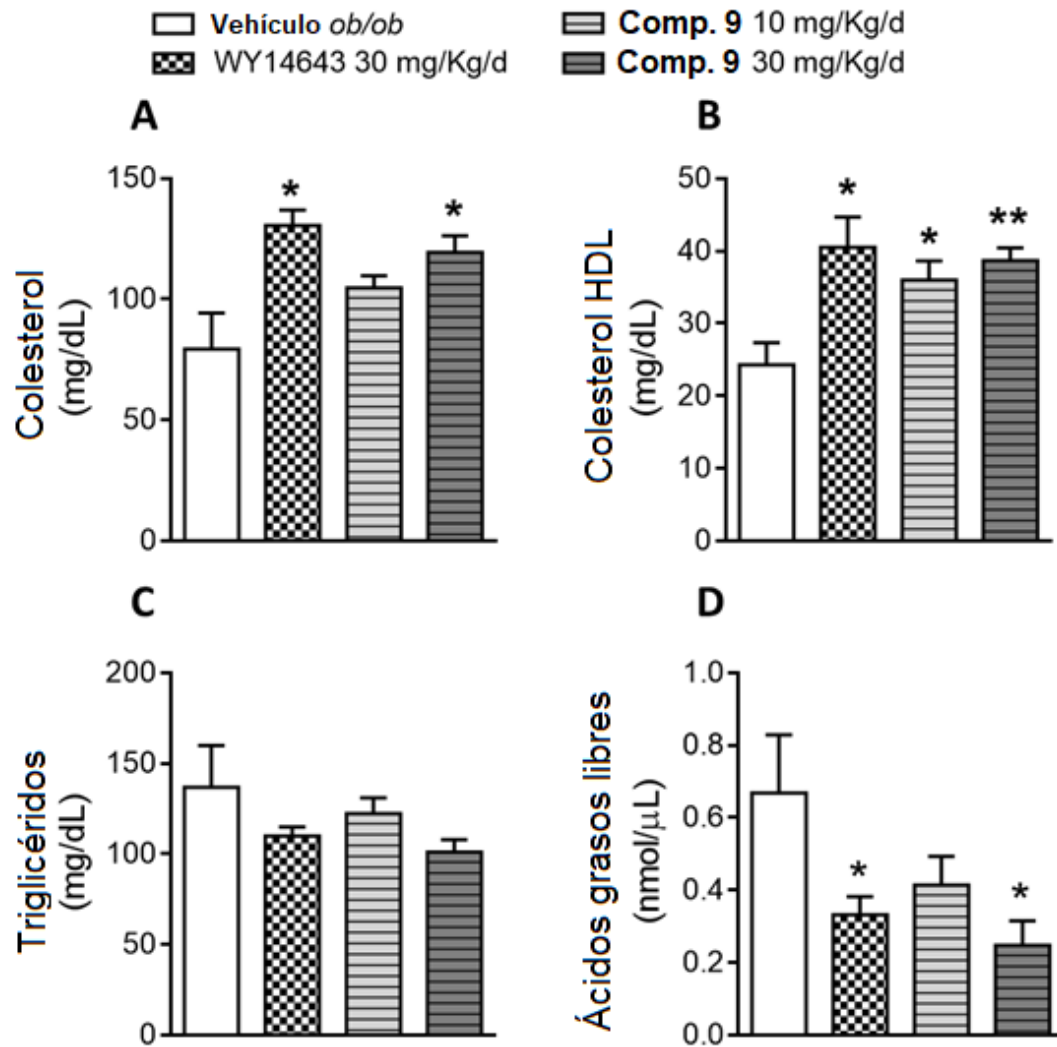 Vehículo ob/ob
WY14643 30 mg/Kg/d
Comp. 9 10 mg/Kg/d
Comp. 9 30 mg/Kg/d
A
Colesterol
(mg/dL)
150
100
50
0
*
*
B
Colesterol HDL
(mg/dL)
50
40
30
20
10
0
*
*
**
C
Triglicéridos
(mg/dL)
200
150
100
50
0
D
Ácidos grasos libres
(nmol/µL)
1.0
0.8
0.6
0.4
0.2
0.0
*
*